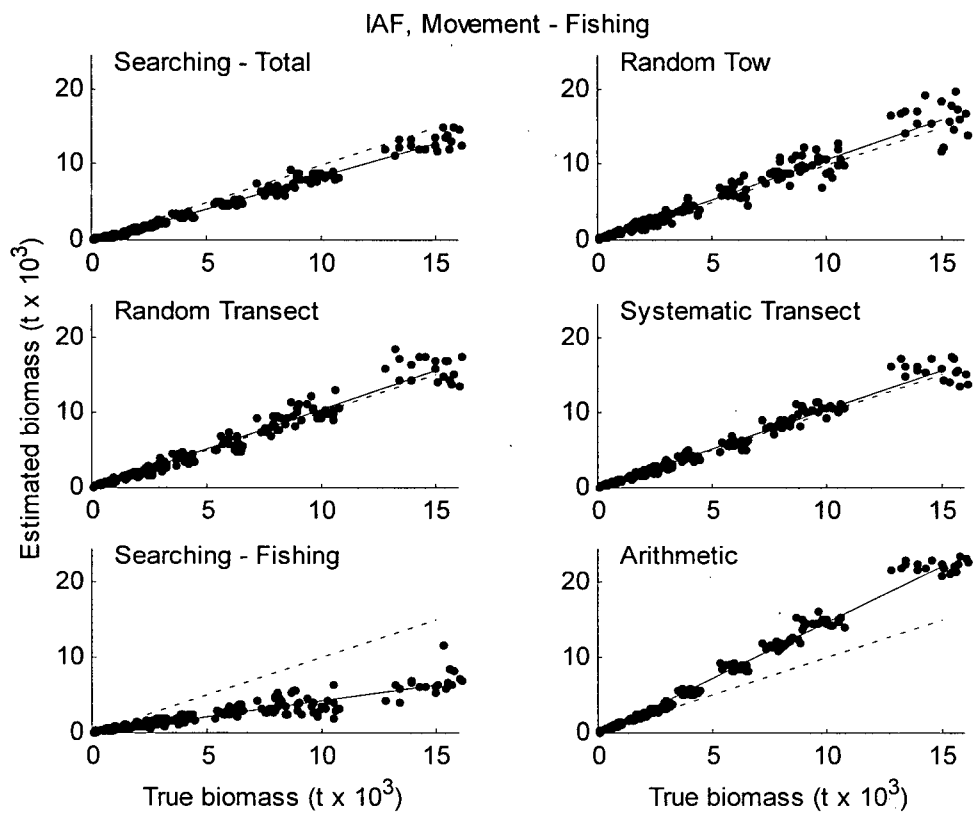 IAF, Movement - Fishing
Searching - Total
20
10
0
0 5 10 15
Random Tow
20
10
0
0 5 10 15
Estimated biomass (t x 10³)
Random Transect
20
10
0
0 5 10 15
Systematic Transect
20
10
0
0 5 10 15
Searching - Fishing
20
10
0
0 5 10 15
True biomass (t x 10³)
Arithmetic
20
10
0
0 5 10 15
True biomass (t x 10³)